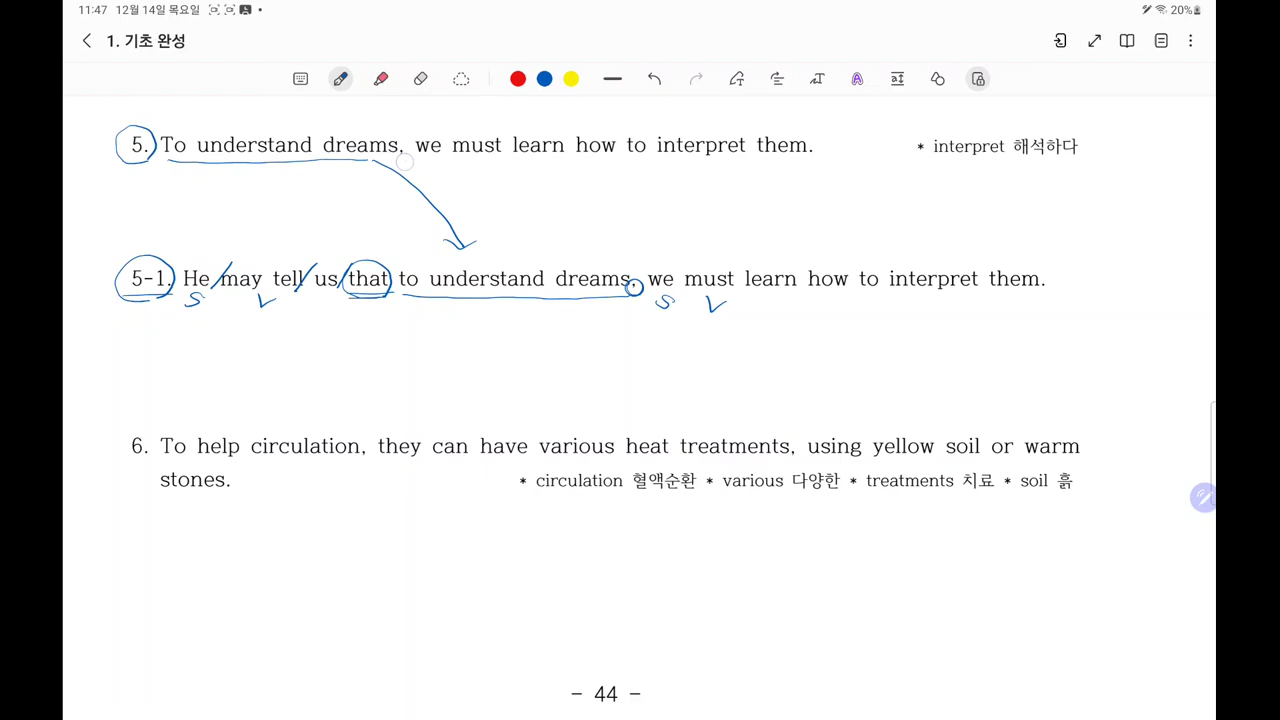 11:47 12월 14일 목요일
20%
1. 기초 완성
5. To understand dreams, we must learn how to interpret them. * interpret 해석하다
5-1. He may tell us that to understand dreams, we must learn how to interpret them.
S V S V
6. To help circulation, they can have various heat treatments, using yellow soil or warm
stones. * circulation 혈액순환 * various 다양한 * treatments 치료 * soil 흙
- 44 -